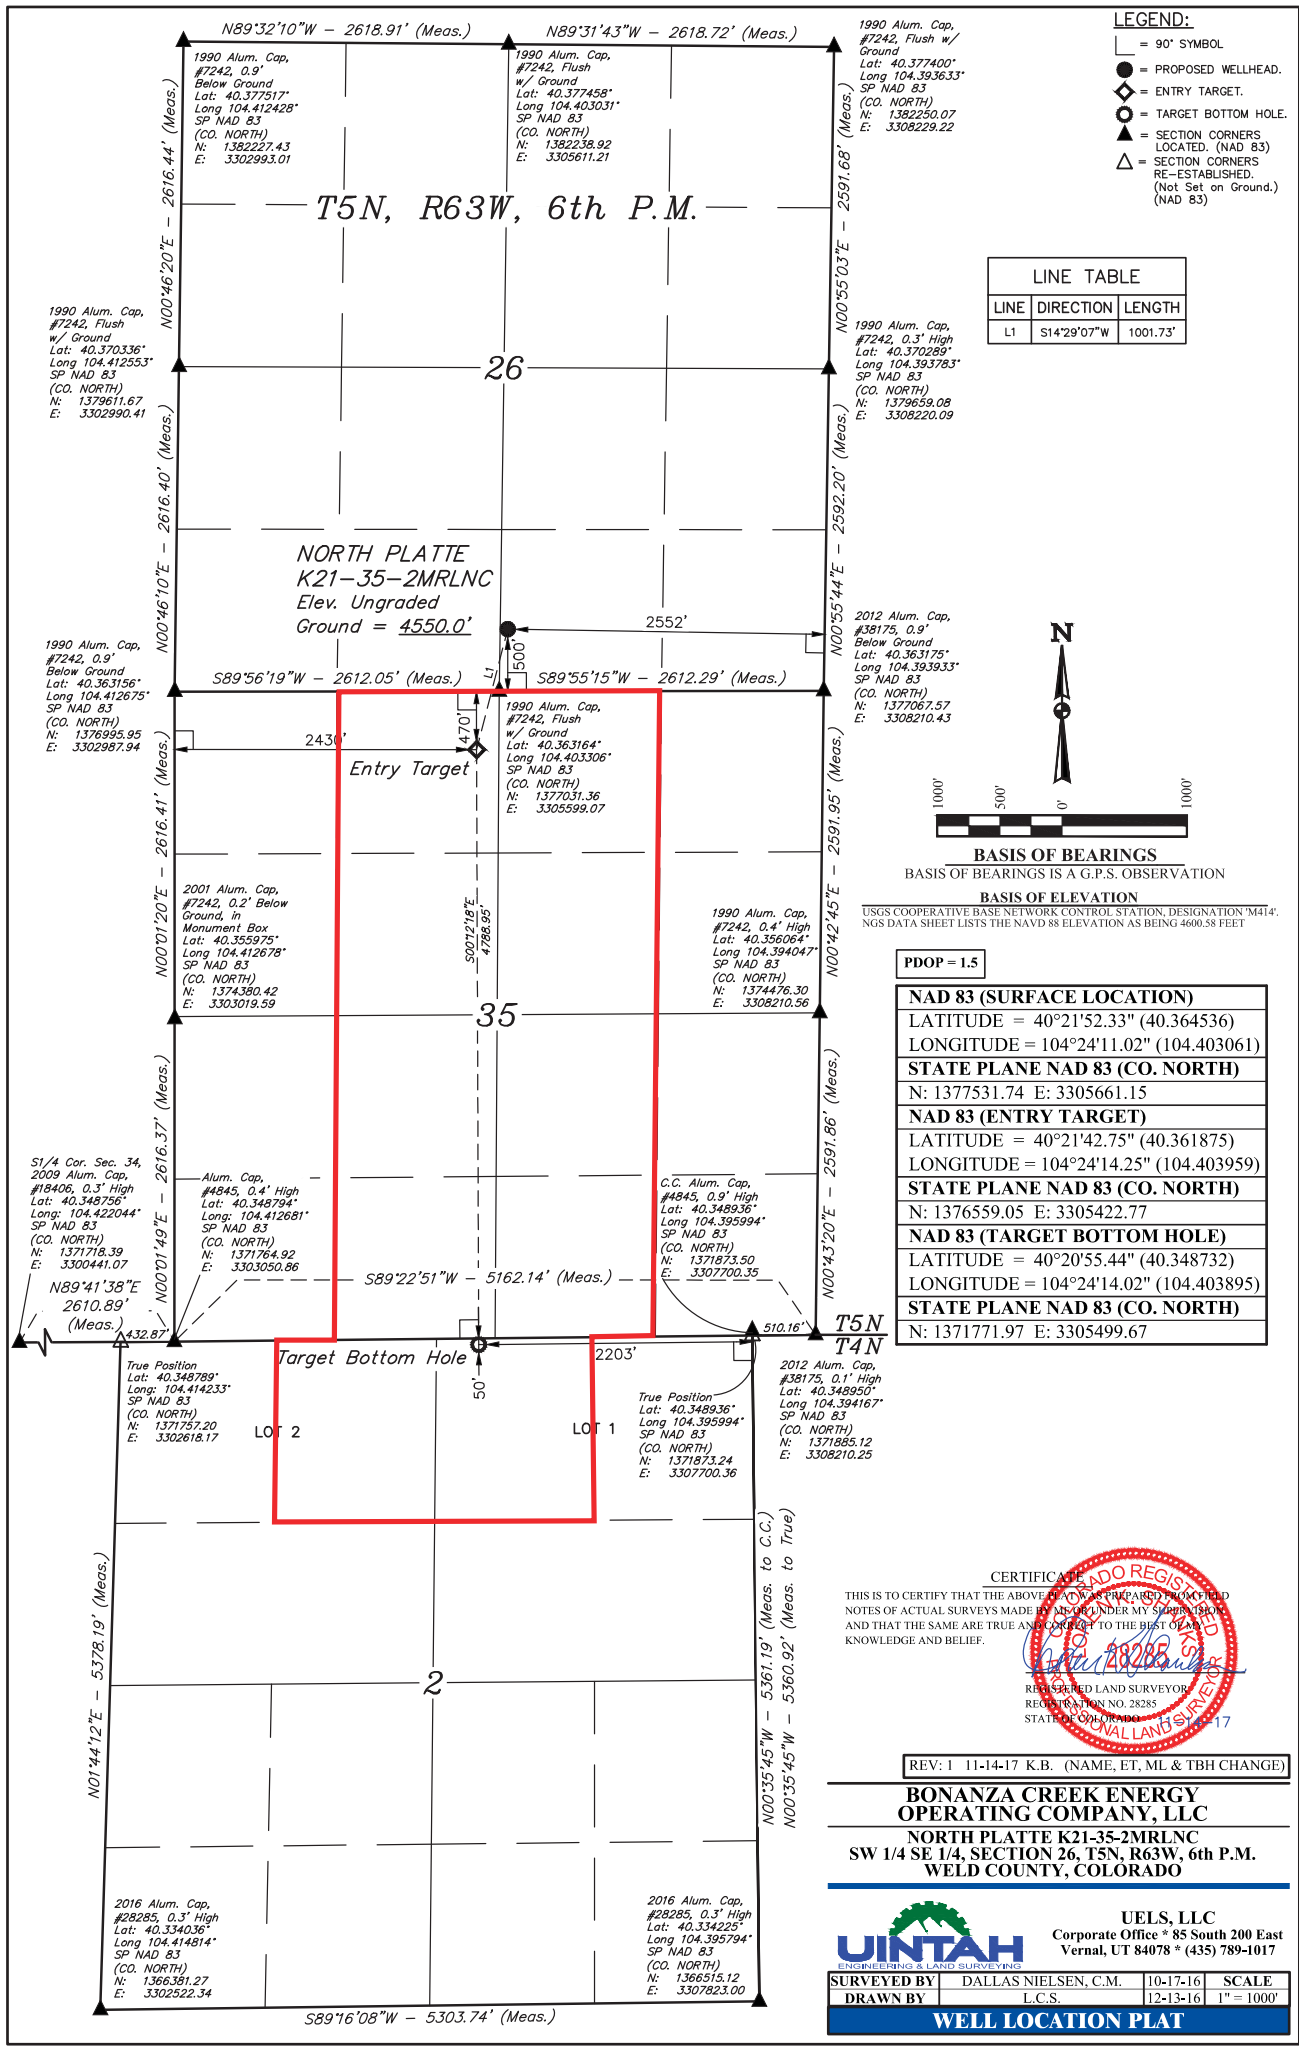 N89°32'10"W - 2618.91' (Meas.)
N89°31'43"W - 2618.72' (Meas.)
1990 Alum. Cap,
#7242, 0.9'
Below Ground
Lat: 40.377517°
Long 104.412428°
SP NAD 83
(CO. NORTH)
N: 1382227.43
E: 3302993.01
1990 Alum. Cap,
#7242, Flush
w/ Ground
Lat: 40.377458°
Long 104.403031°
SP NAD 83
(CO. NORTH)
N: 1382238.92
E: 3305611.21
1990 Alum. Cap,
#7242, Flush w/
Ground
Lat: 40.377400°
Long 104.393633°
SP NAD 83
(CO. NORTH)
N: 1382250.07
E: 3308229.22
LEGEND:
= 90° SYMBOL
= PROPOSED WELLHEAD.
= ENTRY TARGET.
= TARGET BOTTOM HOLE.
= SECTION CORNERS
LOCATED. (NAD 83)
= SECTION CORNERS
RE-ESTABLISHED.
(Not Set on Ground.)
(NAD 83)
N00°46'20"E - 2616.44' (Meas.)
T5N, R63W, 6th P.M.
N00°55'03"E - 2591.68' (Meas.)
LINE TABLE
LINE DIRECTION LENGTH
L1 S14°29'07"W 1001.73'
1990 Alum. Cap,
#7242, Flush
w/ Ground
Lat: 40.370336°
Long 104.412553°
SP NAD 83
(CO. NORTH)
N: 1379611.67
E: 3302990.41
26
1990 Alum. Cap,
#7242, 0.3' High
Lat: 40.370289°
Long 104.393783°
SP NAD 83
(CO. NORTH)
N: 1379659.08
E: 3308220.09
N00°46'10"E - 2616.40' (Meas.)
N00°55'44"E - 2592.20' (Meas.)
NORTH PLATTE
K21-35-2MRLNC
Elev. Ungraded
Ground = 4550.0'
2552'
500'
L1
1990 Alum. Cap,
#7242, 0.9'
Below Ground
Lat: 40.363156°
Long 104.412675°
SP NAD 83
(CO. NORTH)
N: 1376995.95
E: 3302987.94
2012 Alum. Cap,
#38175, 0.9'
Below Ground
Lat: 40.363175°
Long 104.393933°
SP NAD 83
(CO. NORTH)
N: 1377067.57
E: 3308210.43
N
S89°56'19"W - 2612.05' (Meas.)
S89°55'15"W - 2612.29' (Meas.)
1990 Alum. Cap,
#7242, Flush
w/ Ground
Lat: 40.363164°
Long 104.403306°
SP NAD 83
(CO. NORTH)
N: 1377031.36
E: 3305599.07
470'
2430'
Entry Target
N00°01'20"E - 2616.41' (Meas.)
N00°42'45"E - 2591.95' (Meas.)
1000' 500' 0' 1000'
BASIS OF BEARINGS
BASIS OF BEARINGS IS A G.P.S. OBSERVATION
BASIS OF ELEVATION
USGS COOPERATIVE BASE NETWORK CONTROL STATION, DESIGNATION 'M414'.
NGS DATA SHEET LISTS THE NAVD 88 ELEVATION AS BEING 4600.58 FEET
2001 Alum. Cap,
#7242, 0.2' Below
Ground, in
Monument Box
Lat: 40.355975°
Long 104.412678°
SP NAD 83
(CO. NORTH)
N: 1374380.42
E: 3303019.59
S00°12'18"E
4788.95'
1990 Alum. Cap,
#7242, 0.4' High
Lat: 40.356064°
Long 104.394047°
SP NAD 83
(CO. NORTH)
N: 1374476.30
E: 3308210.56
35
PDOP = 1.5
NAD 83 (SURFACE LOCATION)
LATITUDE = 40°21'52.33" (40.364536)
LONGITUDE = 104°24'11.02" (104.403061)
STATE PLANE NAD 83 (CO. NORTH)
N: 1377531.74 E: 3305661.15
NAD 83 (ENTRY TARGET)
LATITUDE = 40°21'42.75" (40.361875)
LONGITUDE = 104°24'14.25" (104.403959)
STATE PLANE NAD 83 (CO. NORTH)
N: 1376559.05 E: 3305422.77
NAD 83 (TARGET BOTTOM HOLE)
LATITUDE = 40°20'55.44" (40.348732)
LONGITUDE = 104°24'14.02" (104.403895)
STATE PLANE NAD 83 (CO. NORTH)
N: 1371771.97 E: 3305499.67
N00°01'49"E - 2616.37' (Meas.)
N00°43'20"E - 2591.86' (Meas.)
S1/4 Cor. Sec. 34,
2009 Alum. Cap,
#18406, 0.3' High
Lat: 40.348756°
Long: 104.422044°
SP NAD 83
(CO. NORTH)
N: 1371718.39
E: 3300441.07
Alum. Cap,
#4845, 0.4' High
Lat: 40.348794°
Long: 104.412681°
SP NAD 83
(CO. NORTH)
N: 1371764.92
E: 3303050.86
C.C. Alum. Cap,
#4845, 0.9' High
Lat: 40.348936°
Long 104.395994°
SP NAD 83
(CO. NORTH)
N: 1371873.50
E: 3307700.35
N89°41'38"E
2610.89'
(Meas.)
S89°22'51"W - 5162.14' (Meas.)
432.87'
510.16'
T5N
T4N
Target Bottom Hole
2203'
50'
True Position
Lat: 40.348789°
Long: 104.414233°
SP NAD 83
(CO. NORTH)
N: 1371757.20
E: 3302618.17
LOT 2
LOT 1
True Position
Lat: 40.348936°
Long 104.395994°
SP NAD 83
(CO. NORTH)
N: 1371873.24
E: 3307700.36
2012 Alum. Cap,
#38175, 0.1' High
Lat: 40.348950°
Long 104.394167°
SP NAD 83
(CO. NORTH)
N: 1371885.12
E: 3308210.25
N01°44'12"E - 5378.19' (Meas.)
N00°35'45"W - 5361.19' (Meas. to C.C.)
N00°35'45"W - 5360.92' (Meas. to True)
2
CERTIFICATE
THIS IS TO CERTIFY THAT THE ABOVE PLAT WAS PREPARED FROM FIELD
NOTES OF ACTUAL SURVEYS MADE BY ME OR UNDER MY SUPERVISION
AND THAT THE SAME ARE TRUE AND CORRECT TO THE BEST OF MY
KNOWLEDGE AND BELIEF.
COLORADO REGISTERED
LOREN K. SHANKS
28285
PROFESSIONAL LAND SURVEYOR
REGISTERED LAND SURVEYOR
REGISTRATION NO. 28285
STATE OF COLORADO 11-14-17
REV: 1 11-14-17 K.B. (NAME, ET, ML & TBH CHANGE)
BONANZA CREEK ENERGY
OPERATING COMPANY, LLC
NORTH PLATTE K21-35-2MRLNC
SW 1/4 SE 1/4, SECTION 26, T5N, R63W, 6th P.M.
WELD COUNTY, COLORADO
UINTAH
ENGINEERING & LAND SURVEYING
UELS, LLC
Corporate Office * 85 South 200 East
Vernal, UT 84078 * (435) 789-1017
SURVEYED BY DALLAS NIELSEN, C.M. 10-17-16 SCALE
DRAWN BY L.C.S. 12-13-16 1" = 1000'
WELL LOCATION PLAT
2016 Alum. Cap,
#28285, 0.3' High
Lat: 40.334036°
Long 104.414814°
SP NAD 83
(CO. NORTH)
N: 1366381.27
E: 3302522.34
2016 Alum. Cap,
#28285, 0.3' High
Lat: 40.334225°
Long 104.395794°
SP NAD 83
(CO. NORTH)
N: 1366515.12
E: 3307823.00
S89°16'08"W - 5303.74' (Meas.)